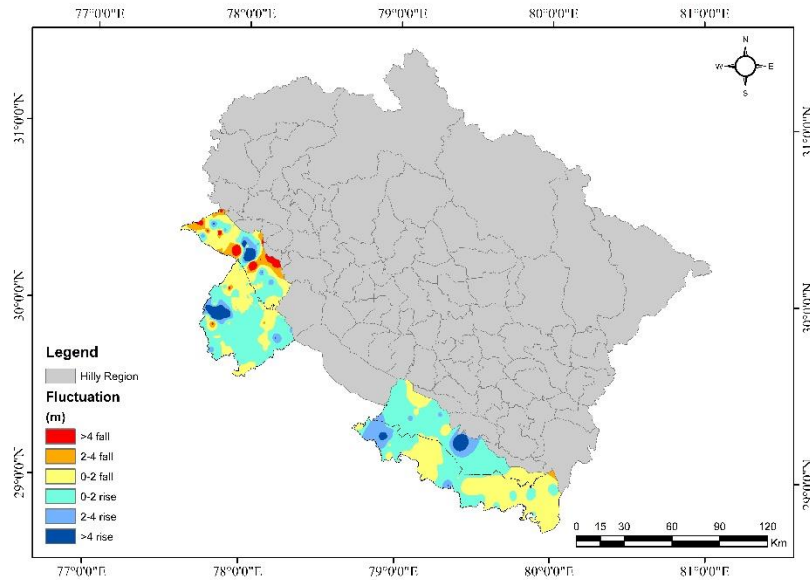 77°0'0"E 78°0'0"E 79°0'0"E 80°0'0"E 81°0'0"E
N
W E
S
31°0'0"N 31°0'0"N
30°0'0"N 30°0'0"N
Legend
Hilly Region
Fluctuation
(m)
>4 fall
2-4 fall
0-2 fall
0-2 rise
2-4 rise
>4 rise
29°0'0"N 29°0'0"N
0 15 30 60 90 120
Km
77°0'0"E 78°0'0"E 79°0'0"E 80°0'0"E 81°0'0"E